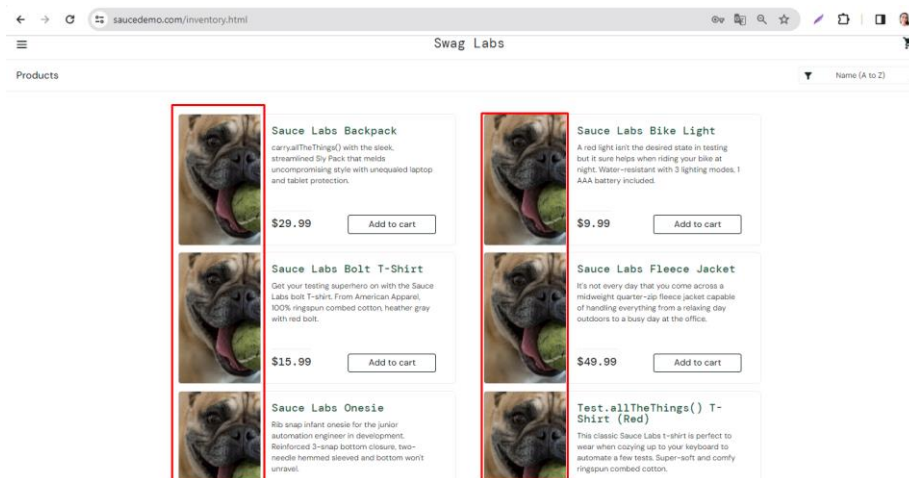 saucedemo.com/inventory.html
Swag Labs
Products
Name (A to Z)
Sauce Labs Backpack
carry.allTheThings() with the sleek,
streamlined Sly Pack that melds
uncompromising style with unequaled laptop
and tablet protection.
$29.99
Add to cart
Sauce Labs Bike Light
A red light isn't the desired state in testing
but it sure helps when riding your bike at
night. Water-resistant with 3 lighting modes, 1
AAA battery included.
$9.99
Add to cart
Sauce Labs Bolt T-Shirt
Get your testing superhero on with the Sauce
Labs bolt T-shirt. From American Apparel,
100% ringspun combed cotton, heather gray
with red bolt.
$15.99
Add to cart
Sauce Labs Fleece Jacket
It's not every day that you come across a
midweight quarter-zip fleece jacket capable
of handling everything from a relaxing day
outdoors to a busy day at the office.
$49.99
Add to cart
Sauce Labs Onesie
Rib snap infant onesie for the junior
automation engineer in development.
Reinforced 3-snap bottom closure, two-
needle hemmed sleeved and bottom won't
unravel.
Test.allTheThings() T-
Shirt (Red)
This classic Sauce Labs t-shirt is perfect to
wear when cozying up to your keyboard to
automate a few tests. Super-soft and comfy
ringspun combed cotton.